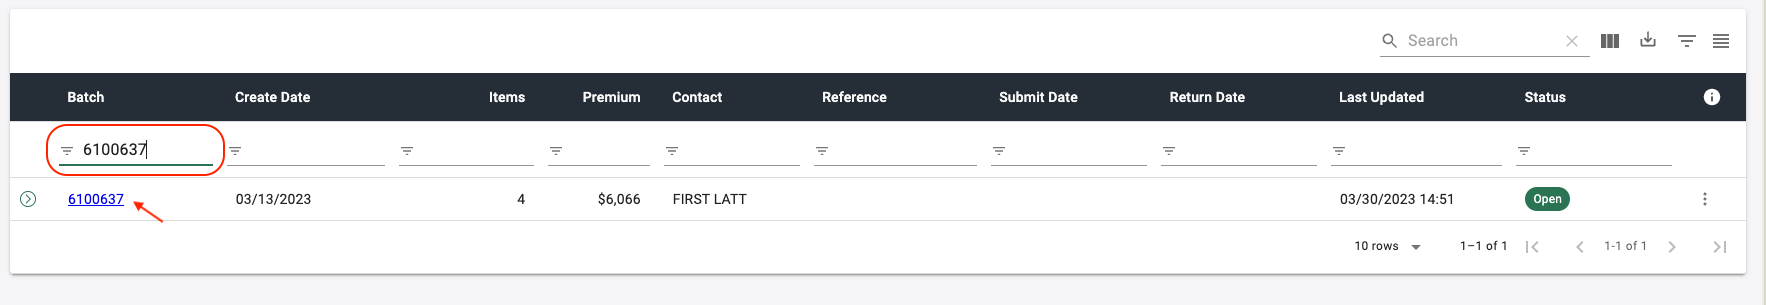 Search
Batch Create Date Items Premium Contact Reference Submit Date Return Date Last Updated Status
6100637
6100637 03/13/2023 4 $6,066 FIRST LATT 03/30/2023 14:51 Open
10 rows 1–1 of 1 1-1 of 1